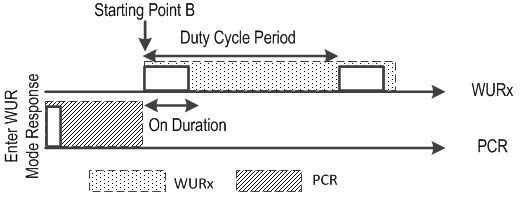 Starting Point B
Duty Cycle Period
WURx
Enter WUR
Mode Response
On Duration
PCR
WURx
PCR